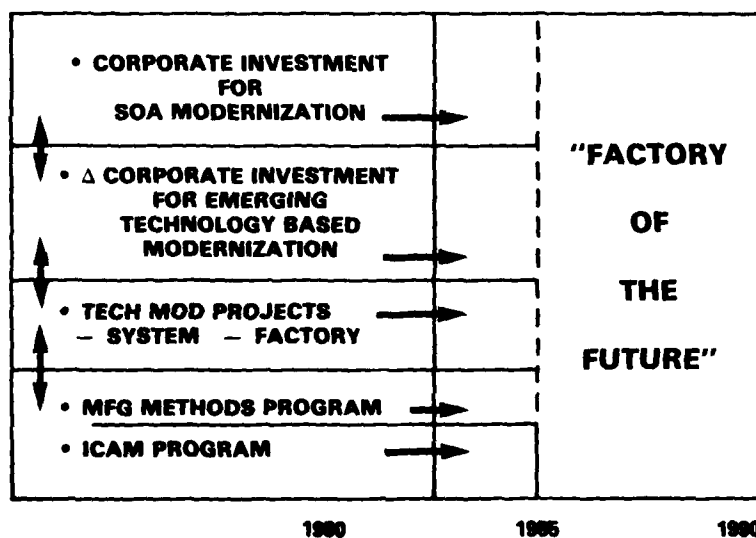 • CORPORATE INVESTMENT
FOR
SOA MODERNIZATION
• Δ CORPORATE INVESTMENT
FOR EMERGING
TECHNOLOGY BASED
MODERNIZATION
• TECH MOD PROJECTS
– SYSTEM – FACTORY
• MFG METHODS PROGRAM
• ICAM PROGRAM
"FACTORY
OF
THE
FUTURE"
1980 1985 1990